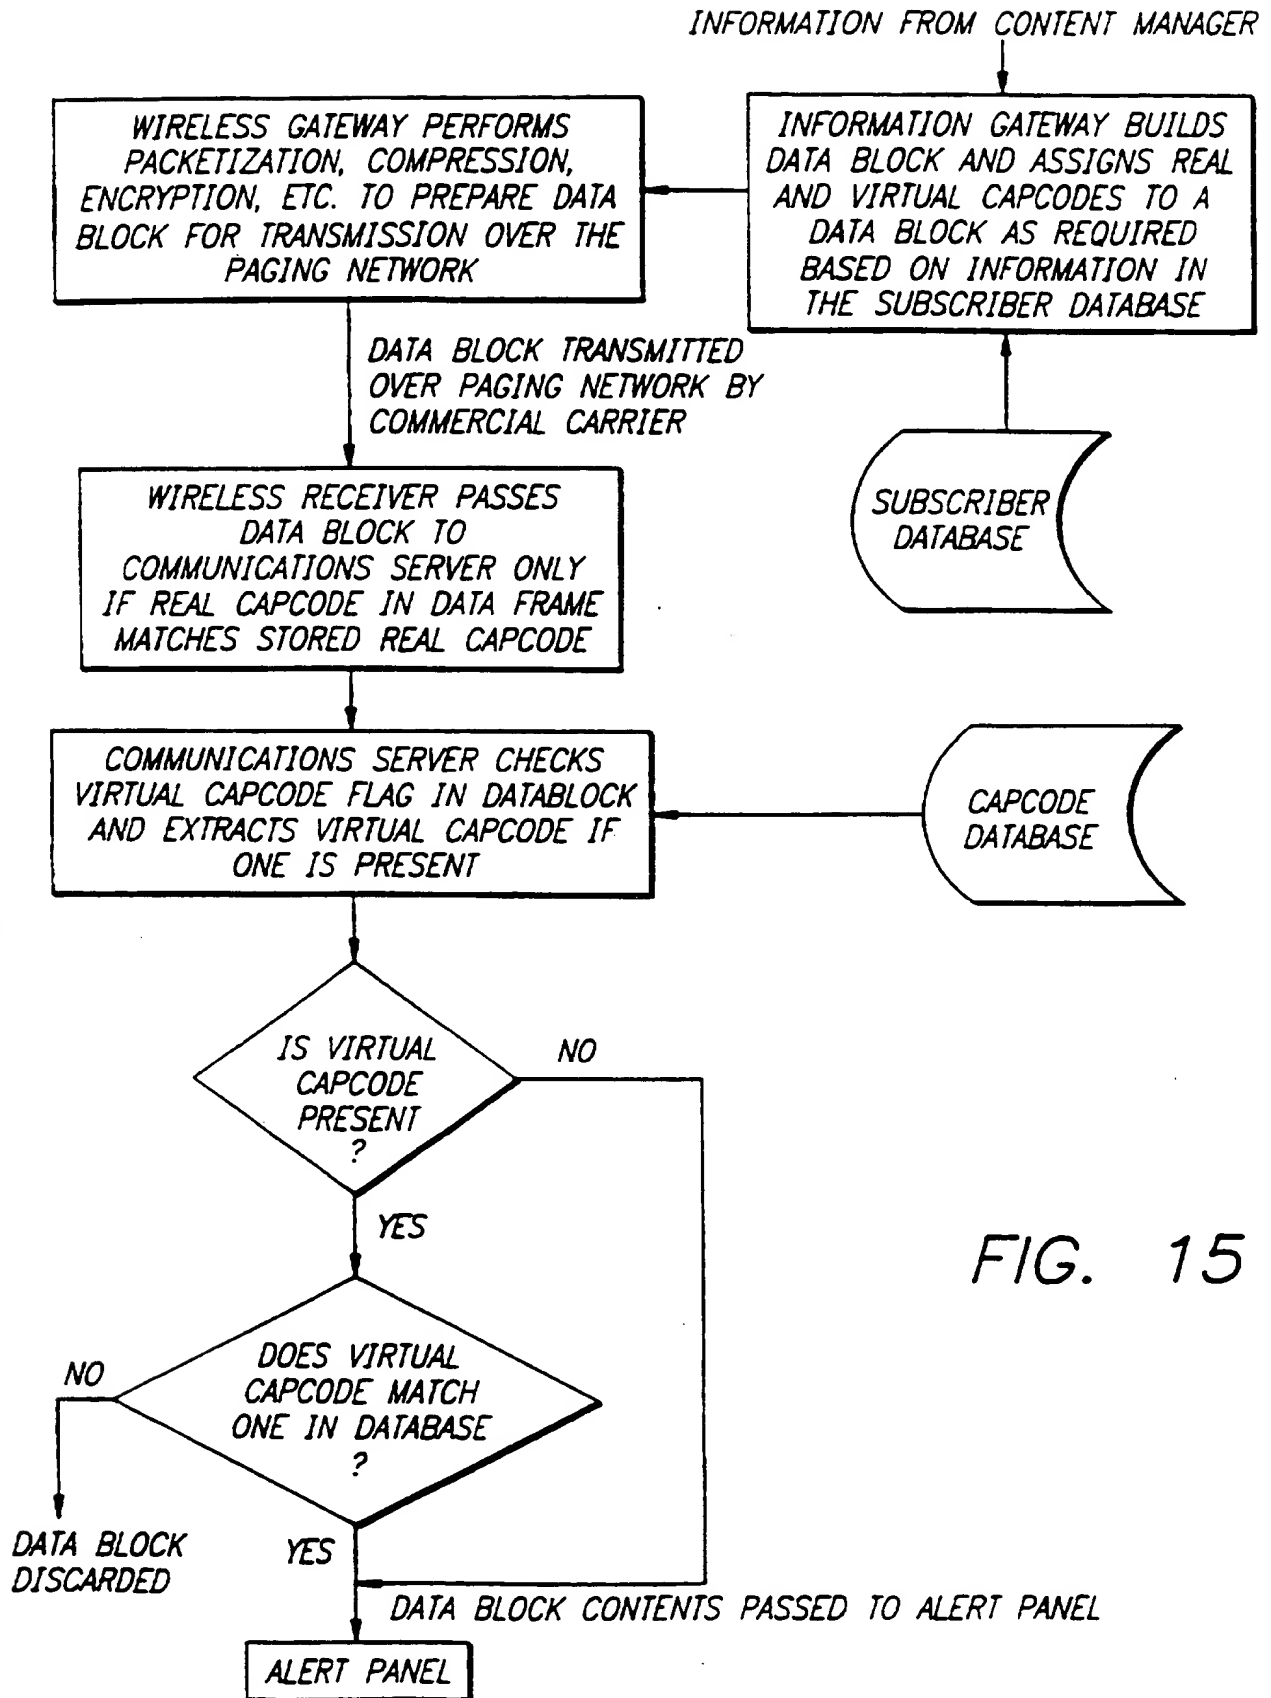 INFORMATION FROM CONTENT MANAGER
WIRELESS GATEWAY PERFORMS
PACKETIZATION, COMPRESSION,
ENCRYPTION, ETC. TO PREPARE DATA
BLOCK FOR TRANSMISSION OVER THE
PAGING NETWORK
INFORMATION GATEWAY BUILDS
DATA BLOCK AND ASSIGNS REAL
AND VIRTUAL CAPCODES TO A
DATA BLOCK AS REQUIRED
BASED ON INFORMATION IN
THE SUBSCRIBER DATABASE
DATA BLOCK TRANSMITTED
OVER PAGING NETWORK BY
COMMERCIAL CARRIER
SUBSCRIBER
DATABASE
WIRELESS RECEIVER PASSES
DATA BLOCK TO
COMMUNICATIONS SERVER ONLY
IF REAL CAPCODE IN DATA FRAME
MATCHES STORED REAL CAPCODE
COMMUNICATIONS SERVER CHECKS
VIRTUAL CAPCODE FLAG IN DATABLOCK
AND EXTRACTS VIRTUAL CAPCODE IF
ONE IS PRESENT
CAPCODE
DATABASE
IS VIRTUAL
CAPCODE
PRESENT
?
NO
YES
FIG. 15
DOES VIRTUAL
CAPCODE MATCH
ONE IN DATABASE
?
NO
DATA BLOCK
DISCARDED
YES
DATA BLOCK CONTENTS PASSED TO ALERT PANEL
ALERT PANEL